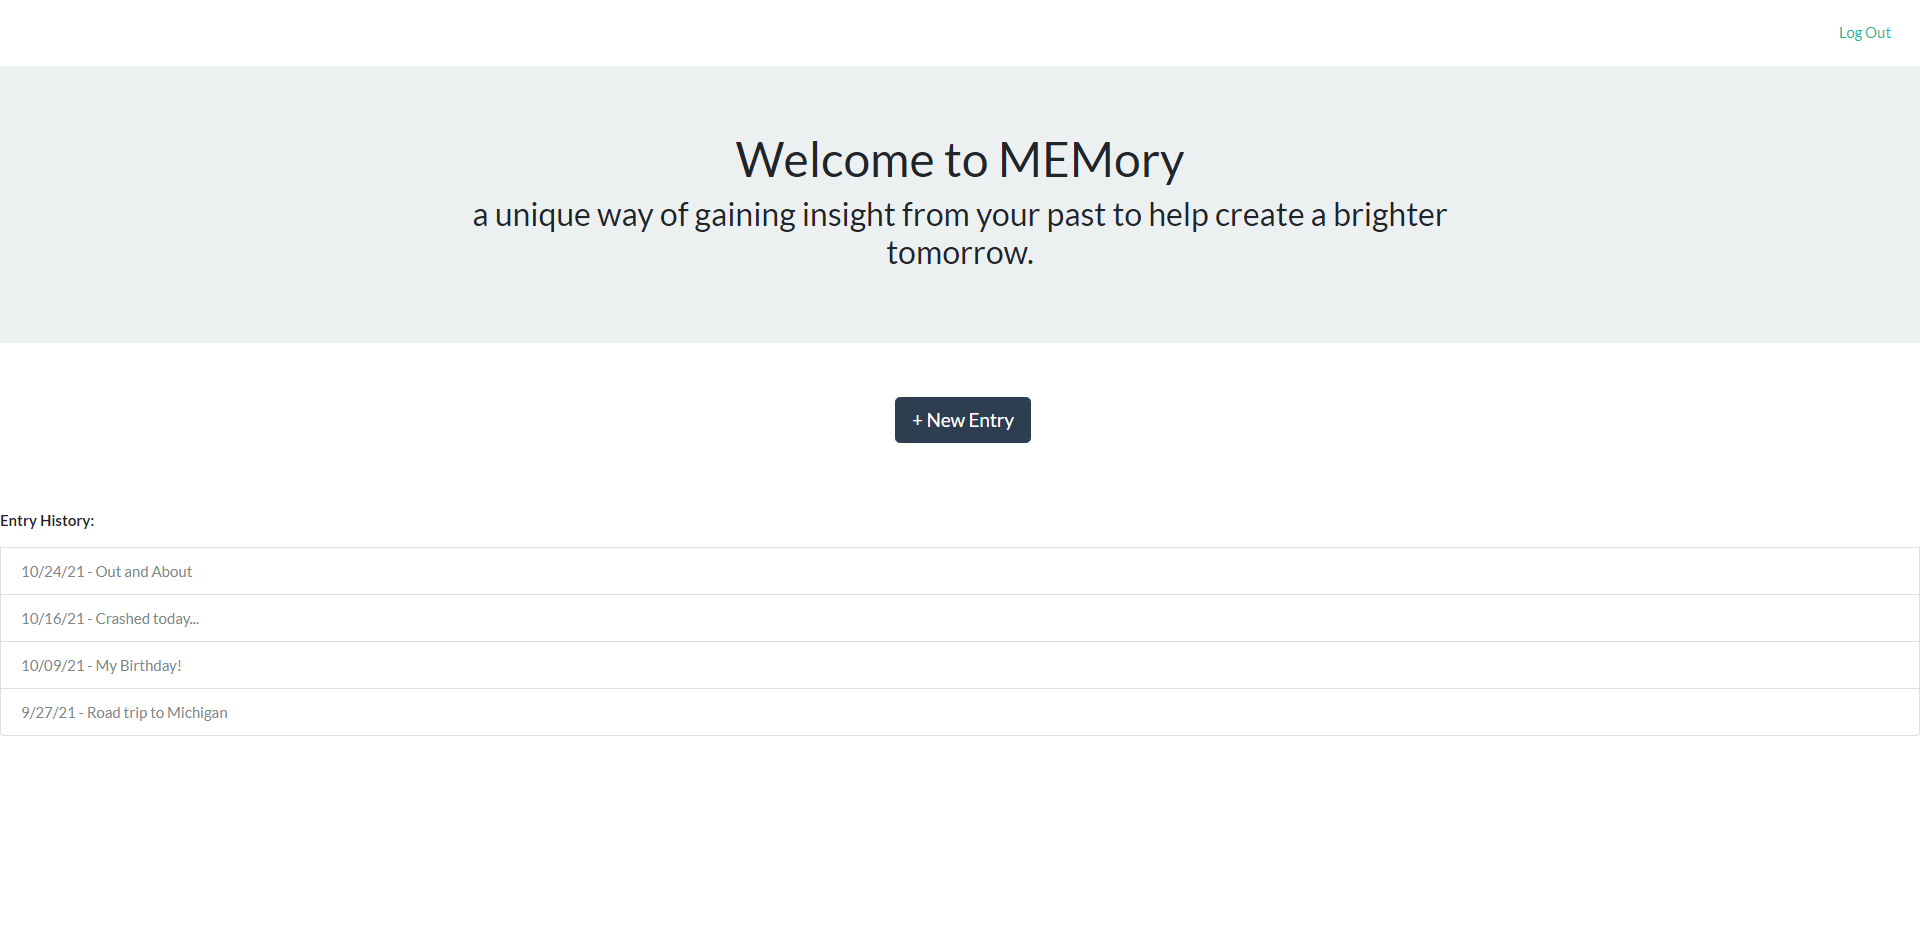 Log Out
Welcome to MEMory
a unique way of gaining insight from your past to help create a brighter
tomorrow.
+ New Entry
Entry History:
10/24/21 - Out and About
10/16/21 - Crashed today...
10/09/21 - My Birthday!
9/27/21 - Road trip to Michigan